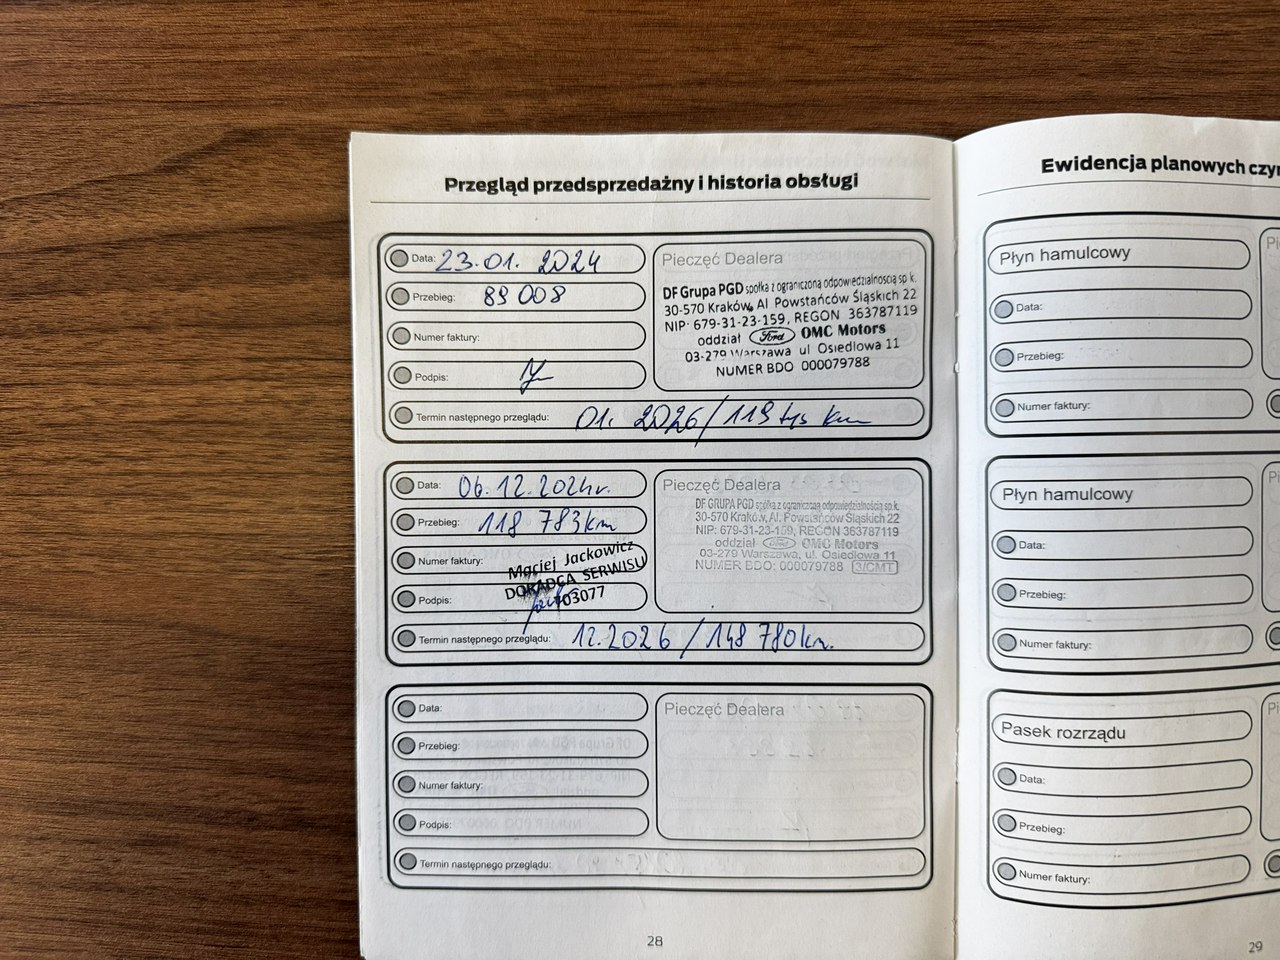 Przegląd przedsprzedażny i historia obsługi
Data: 23.01. 2024
Przebieg: 89 008
Numer faktury:
Podpis:
Termin następnego przeglądu: 01. 2026/119 tys km
Pieczęć Dealera
DF Grupa PGD spółka z ograniczoną odpowiedzialnością sp k.
30-570 Kraków, Al Powstańców Śląskich 22
NIP: 679-31-23-159, REGON 363787119
oddział Ford OMC Motors
03-279 Warszawa ul Osiedlowa 11
NUMER BDO 000079788
Data: 06.12.2024r.
Przebieg: 118 783km
Numer faktury:
Maciej Jackowicz
DORADCA SERWISU
703077
Podpis:
Termin następnego przeglądu: 12.2026 / 148 780km.
Pieczęć Dealera
DF GRUPA PGD spółka z ograniczoną odpowiedzialnością sp.k.
30-570 Kraków, Al. Powstańców Śląskich 22
NIP: 679-31-23-159, REGON 363787119
oddział Ford OMC Motors
03-279 Warszawa, ul. Osiedlowa 11
NUMER BDO: 000079788 3/CMT
Data:
Przebieg:
Numer faktury:
Podpis:
Termin następnego przeglądu:
Pieczęć Dealera
28
Ewidencja planowych
Płyn hamulcowy
Data:
Przebieg:
Numer faktury:
Płyn hamulcowy
Data:
Przebieg:
Numer faktury:
Pasek rozrządu
Data:
Przebieg:
Numer faktury:
29